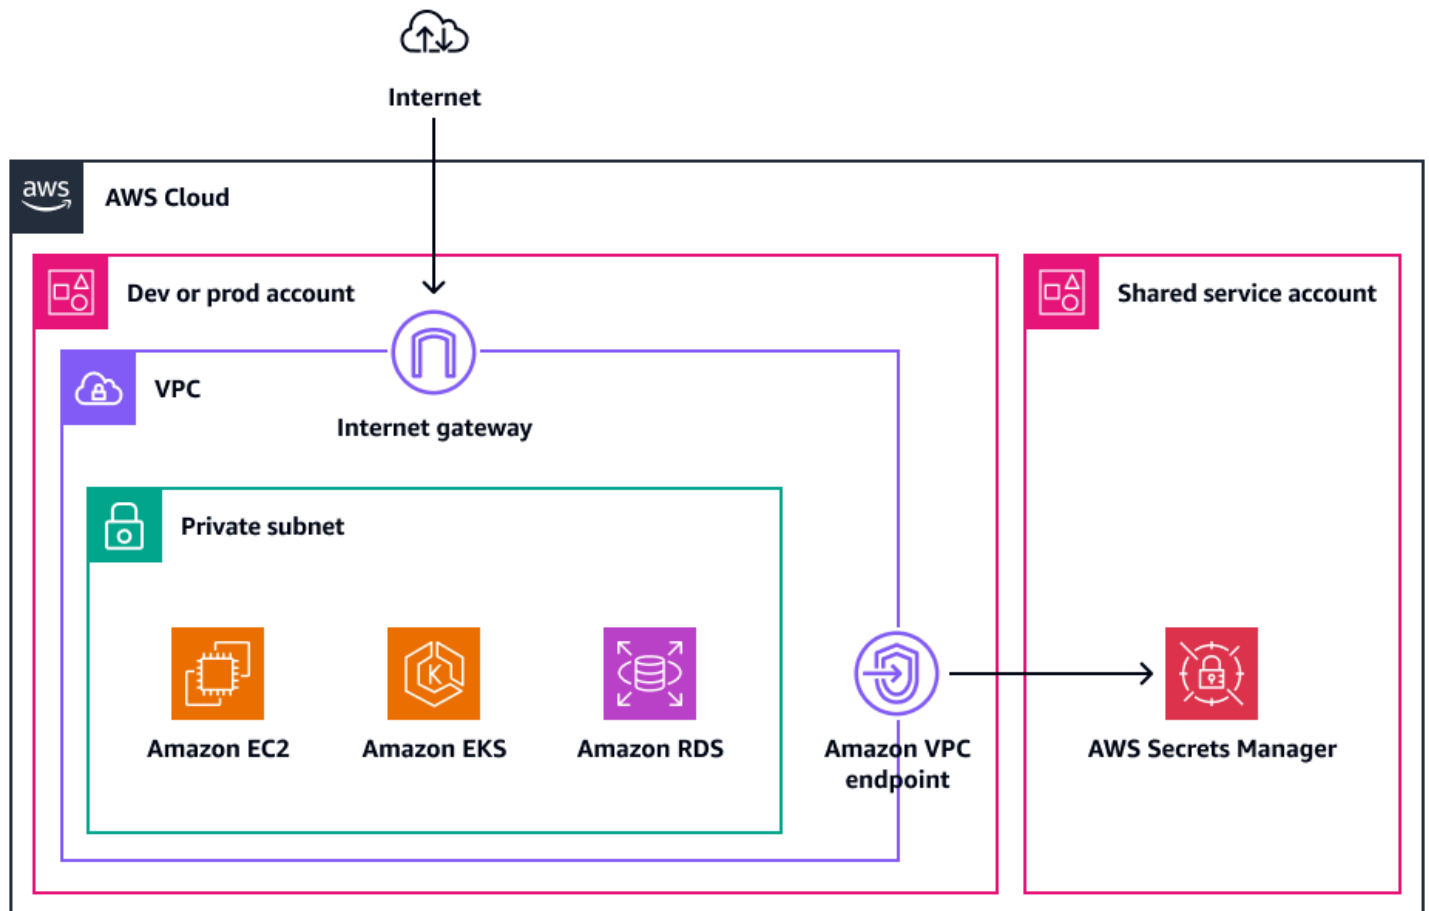 Internet
aws
AWS Cloud
Dev or prod account
Shared service account
VPC
Internet gateway
Private subnet
K
Amazon EC2
Amazon EKS
Amazon RDS
Amazon VPC
endpoint
AWS Secrets Manager